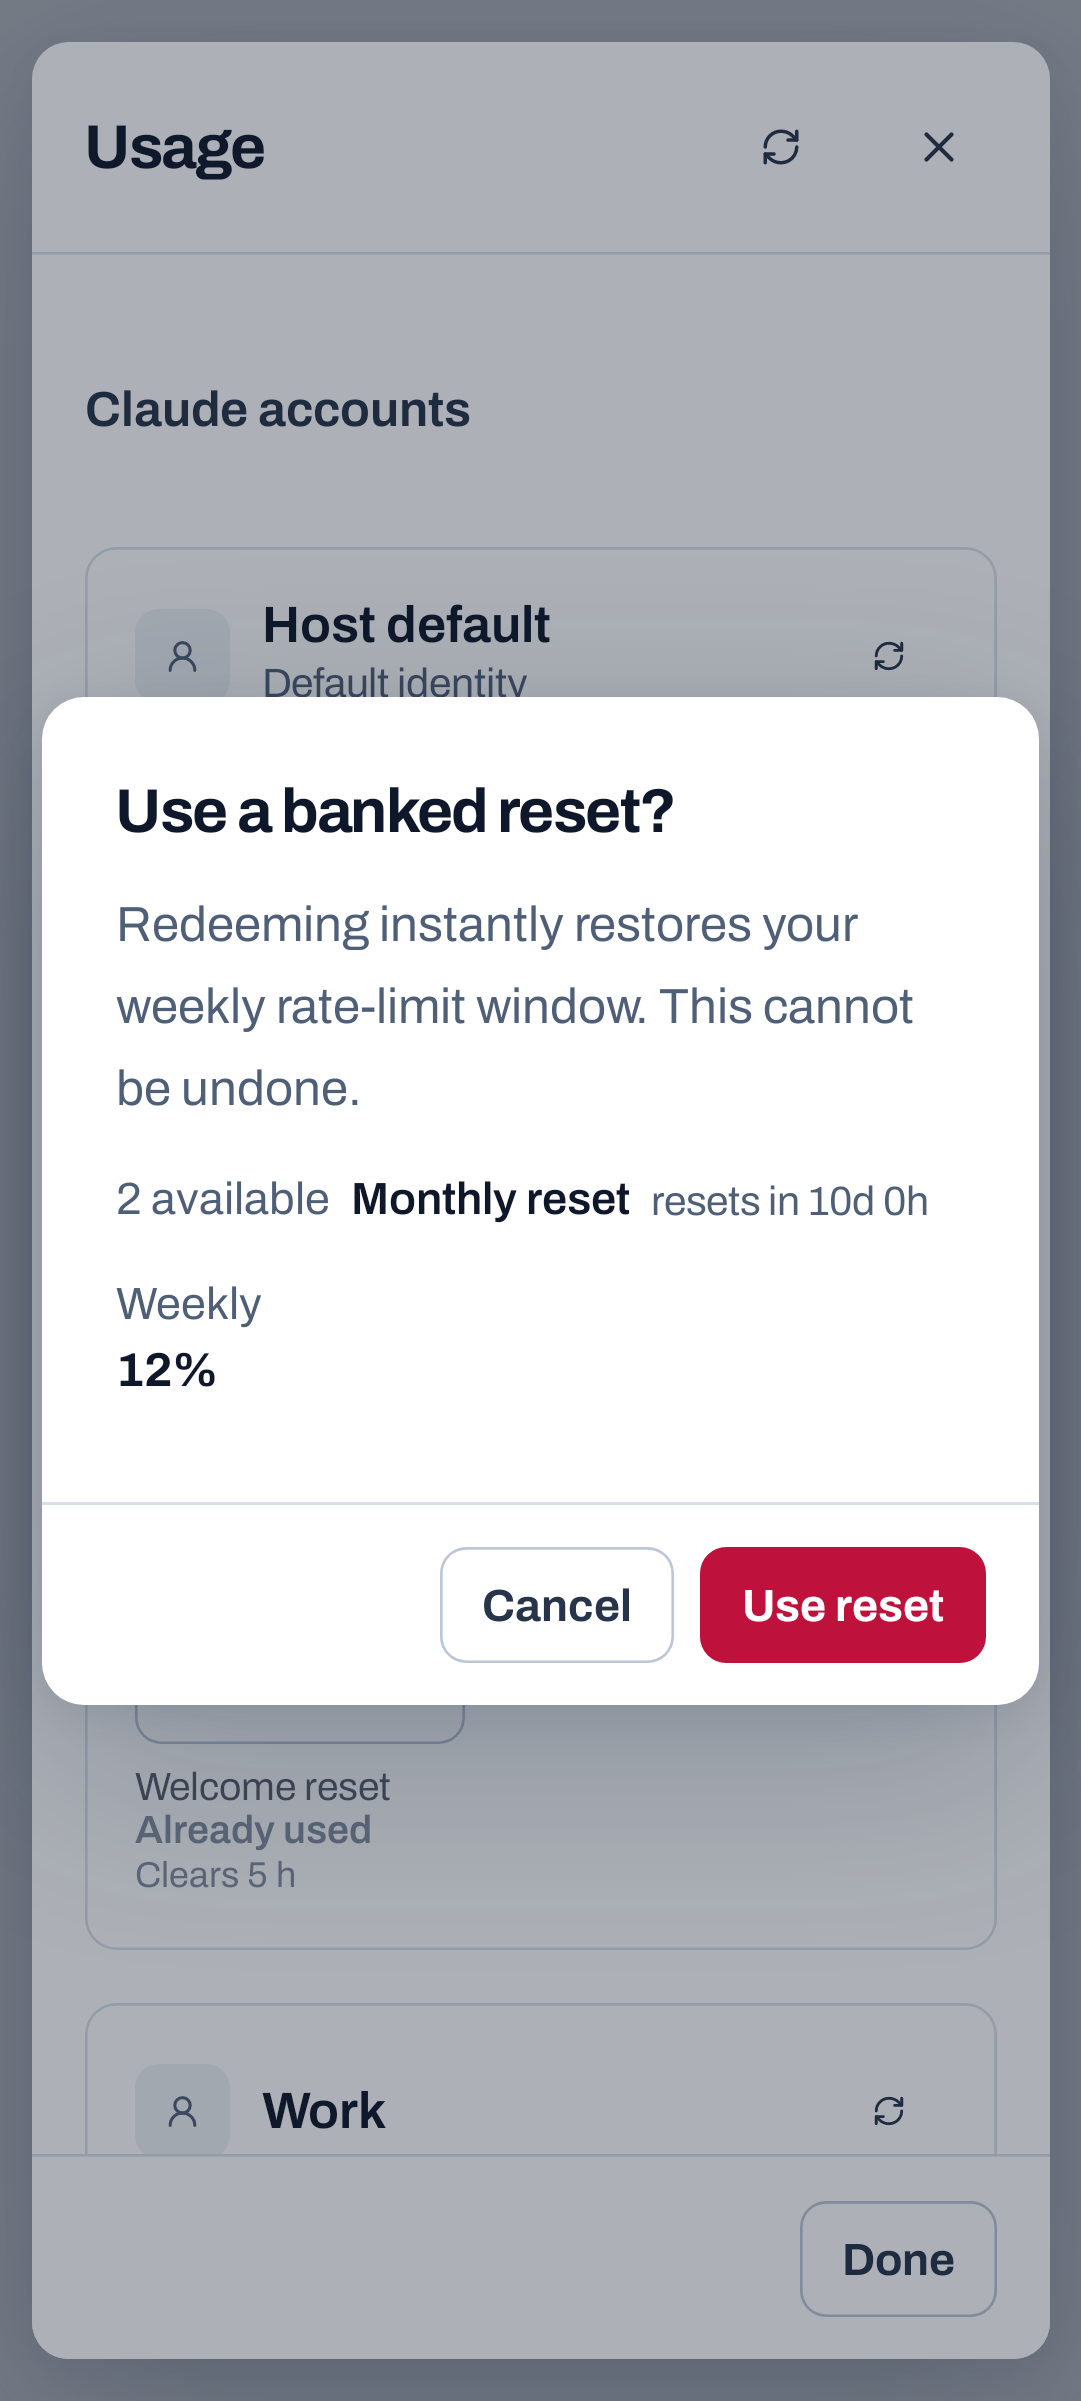 Usage
Claude accounts
Host default
Default identity
Use a banked reset?
Redeeming instantly restores your
weekly rate-limit window. This cannot
be undone.
2 available Monthly reset resets in 10d 0h
Weekly
12%
Cancel Use reset
Welcome reset
Already used
Clears 5 h
Work
Done